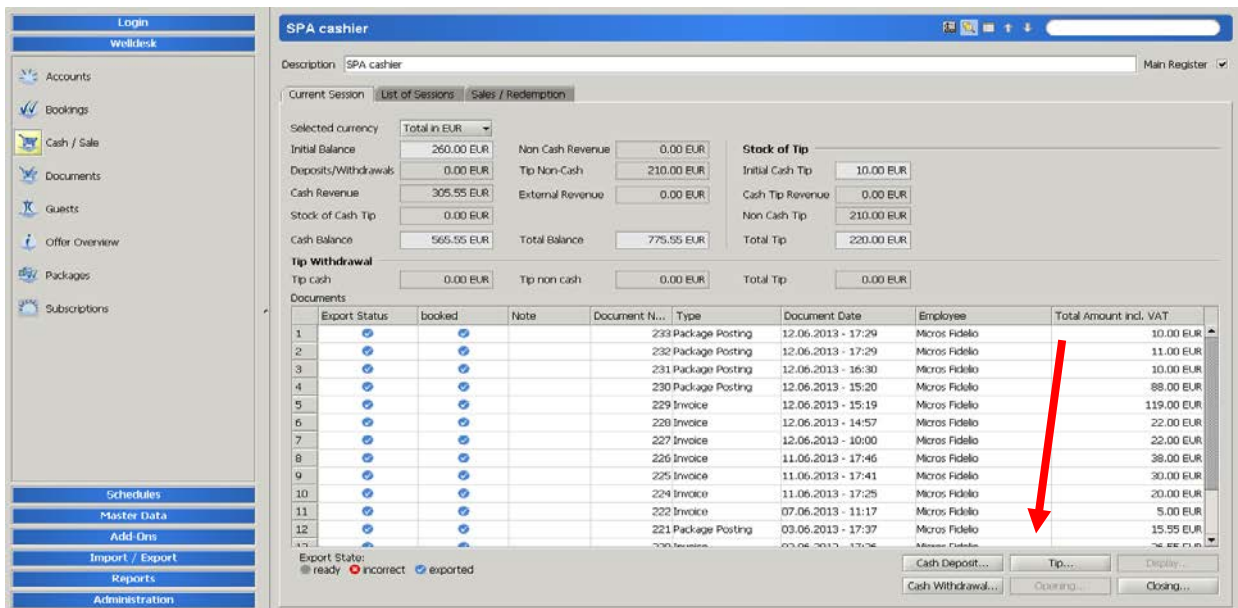 Login
Welldesk
Accounts
Bookings
Cash / Sale
Documents
Guests
Offer Overview
Packages
Subscriptions
Schedules
Master Data
Add-Ons
Import / Export
Reports
Administration
SPA cashier
Description SPA cashier Main Register
Current Session List of Sessions Sales / Redemption
Selected currency Total in EUR
Initial Balance 260.00 EUR Non Cash Revenue 0.00 EUR Stock of Tip
Deposits/Withdrawals 0.00 EUR Tip Non-Cash 210.00 EUR Initial Cash Tip 10.00 EUR
Cash Revenue 305.55 EUR External Revenue 0.00 EUR Cash Tip Revenue 0.00 EUR
Stock of Cash Tip 0.00 EUR Non Cash Tip 210.00 EUR
Cash Balance 565.55 EUR Total Balance 775.55 EUR Total Tip 220.00 EUR
Tip Withdrawal
Tip cash 0.00 EUR Tip non cash 0.00 EUR Total Tip 0.00 EUR
Documents
Export Status booked Note Document N... Type Document Date Employee Total Amount incl. VAT
1 233 Package Posting 12.06.2013 - 17:29 Micros Fidelio 10.00 EUR
2 232 Package Posting 12.06.2013 - 17:29 Micros Fidelio 11.00 EUR
3 231 Package Posting 12.06.2013 - 16:30 Micros Fidelio 10.00 EUR
4 230 Package Posting 12.06.2013 - 15:20 Micros Fidelio 88.00 EUR
5 229 Invoice 12.06.2013 - 15:19 Micros Fidelio 119.00 EUR
6 228 Invoice 12.06.2013 - 14:57 Micros Fidelio 22.00 EUR
7 227 Invoice 12.06.2013 - 10:00 Micros Fidelio 22.00 EUR
8 226 Invoice 11.06.2013 - 17:46 Micros Fidelio 38.00 EUR
9 225 Invoice 11.06.2013 - 17:41 Micros Fidelio 30.00 EUR
10 224 Invoice 11.06.2013 - 17:25 Micros Fidelio 20.00 EUR
11 222 Invoice 07.06.2013 - 11:17 Micros Fidelio 5.00 EUR
12 221 Package Posting 03.06.2013 - 17:37 Micros Fidelio 15.55 EUR
Export State:
ready incorrect exported
Cash Deposit... Tip... Display...
Cash Withdrawal... Opening... Closing...